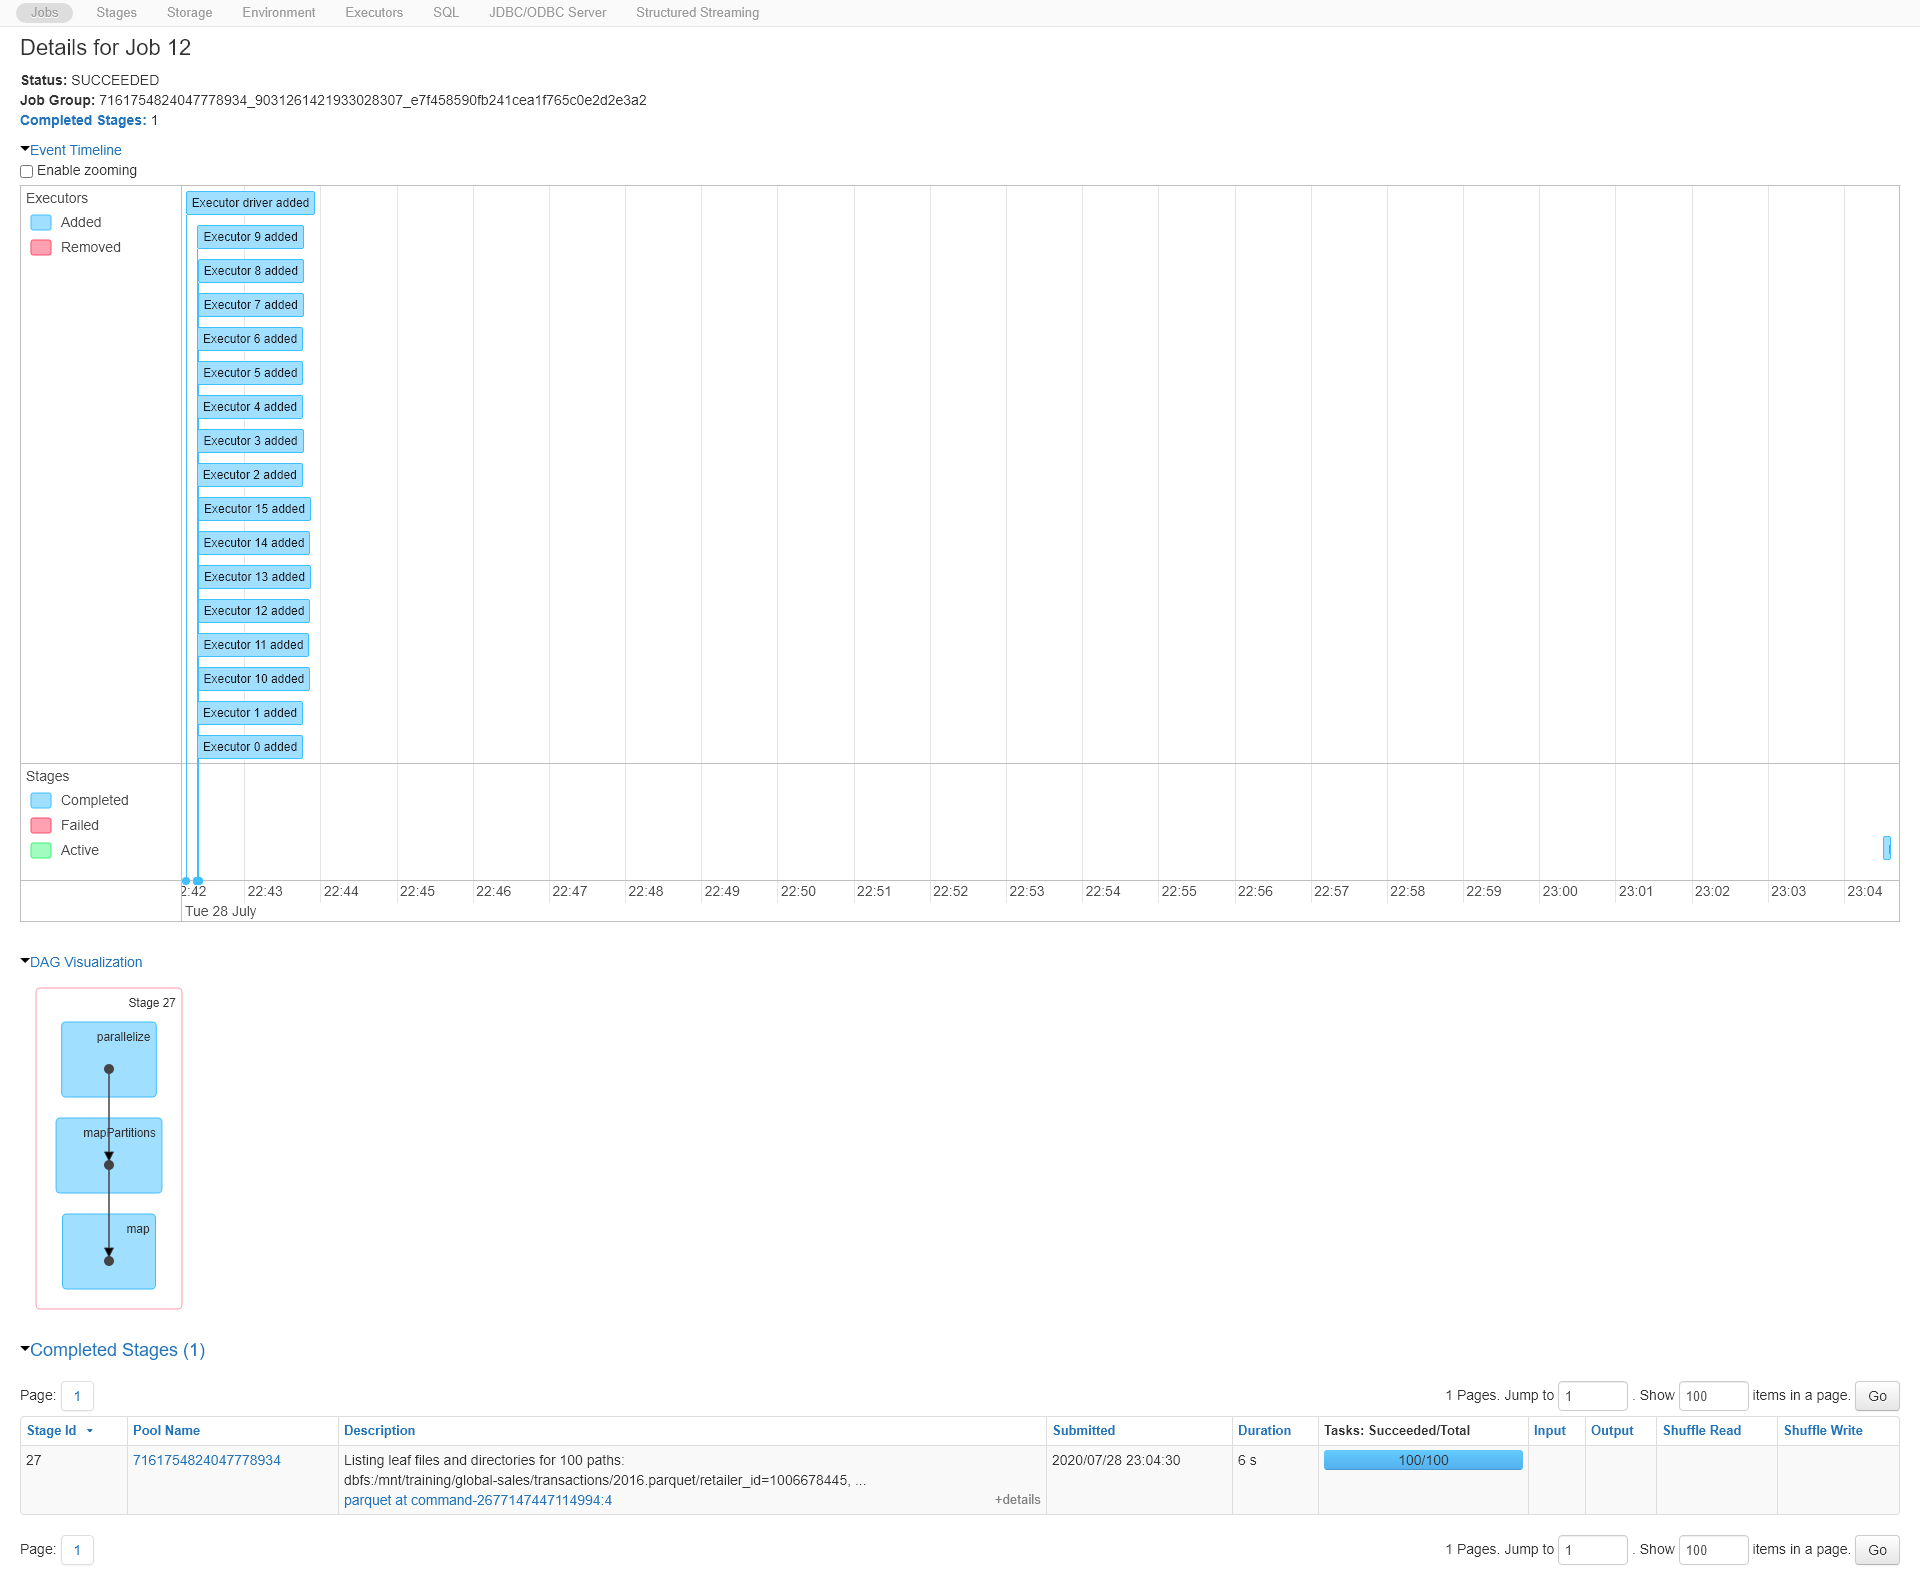 Jobs Stages Storage Environment Executors SQL JDBC/ODBC Server Structured Streaming
Details for Job 12
Status: SUCCEEDED
Job Group: 7161754824047778934_9031261421933028307_e7f458590fb241cea1f765c0e2d2e3a2
Completed Stages: 1
Event Timeline
Enable zooming
Executors
Added
Removed
Executor driver added
Executor 9 added
Executor 8 added
Executor 7 added
Executor 6 added
Executor 5 added
Executor 4 added
Executor 3 added
Executor 2 added
Executor 15 added
Executor 14 added
Executor 13 added
Executor 12 added
Executor 11 added
Executor 10 added
Executor 1 added
Executor 0 added
Stages
Completed
Failed
Active
2:42 22:43 22:44 22:45 22:46 22:47 22:48 22:49 22:50 22:51 22:52 22:53 22:54 22:55 22:56 22:57 22:58 22:59 23:00 23:01 23:02 23:03 23:04
Tue 28 July
DAG Visualization
Stage 27
parallelize
mapPartitions
map
Completed Stages (1)
Page: 1 1 Pages. Jump to 1 . Show 100 items in a page. Go
Stage Id Pool Name Description Submitted Duration Tasks: Succeeded/Total Input Output Shuffle Read Shuffle Write
27 7161754824047778934 Listing leaf files and directories for 100 paths: 2020/07/28 23:04:30 6 s 100/100
dbfs:/mnt/training/global-sales/transactions/2016.parquet/retailer_id=1006678445, ...
parquet at command-2677147447114994:4 +details
Page: 1 1 Pages. Jump to 1 . Show 100 items in a page. Go